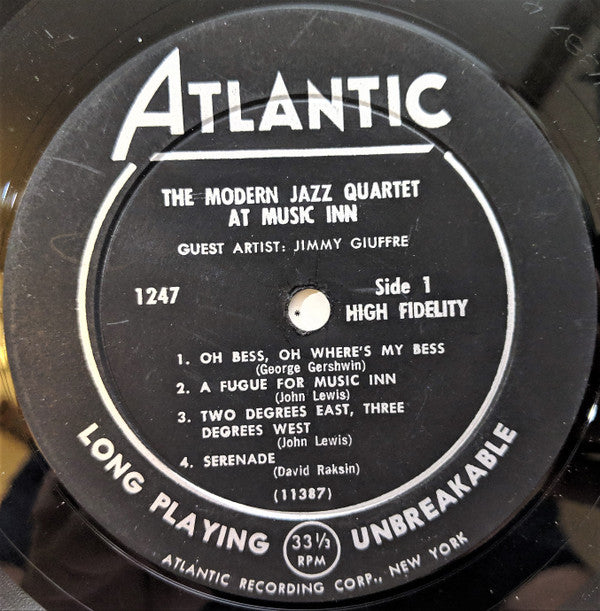 ATLANTIC
THE MODERN JAZZ QUARTET
AT MUSIC INN
GUEST ARTIST: JIMMY GIUFFRE
1247
Side 1
HIGH FIDELITY
1. OH BESS, OH WHERE'S MY BESS
(George Gershwin)
2. A FUGUE FOR MUSIC INN
(John Lewis)
3. TWO DEGREES EAST, THREE
DEGREES WEST
(John Lewis)
4. SERENADE
(David Raksin)
(11387)
LONG PLAYING 33⅓ RPM UNBREAKABLE
ATLANTIC RECORDING CORP., NEW YORK